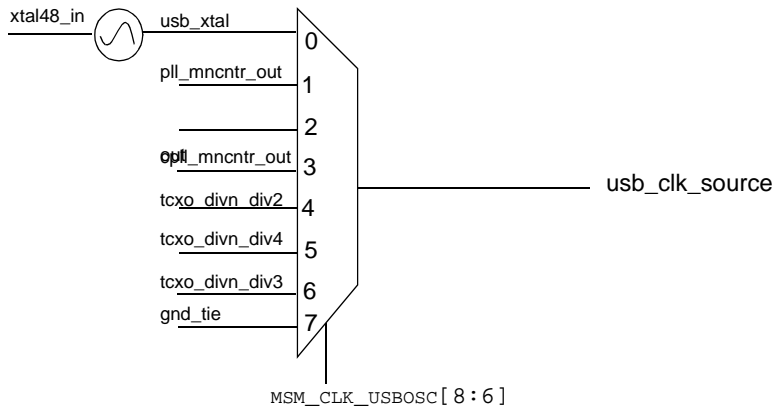 xtal48_in
usb_xtal
0
pll_mncntr_out
1
2
pll_mncntr_out
3
tcxo_divn_div2
4
tcxo_divn_div4
5
tcxo_divn_div3
6
gnd_tie
7
usb_clk_source
MSM_CLK_USBOSC[8:6]